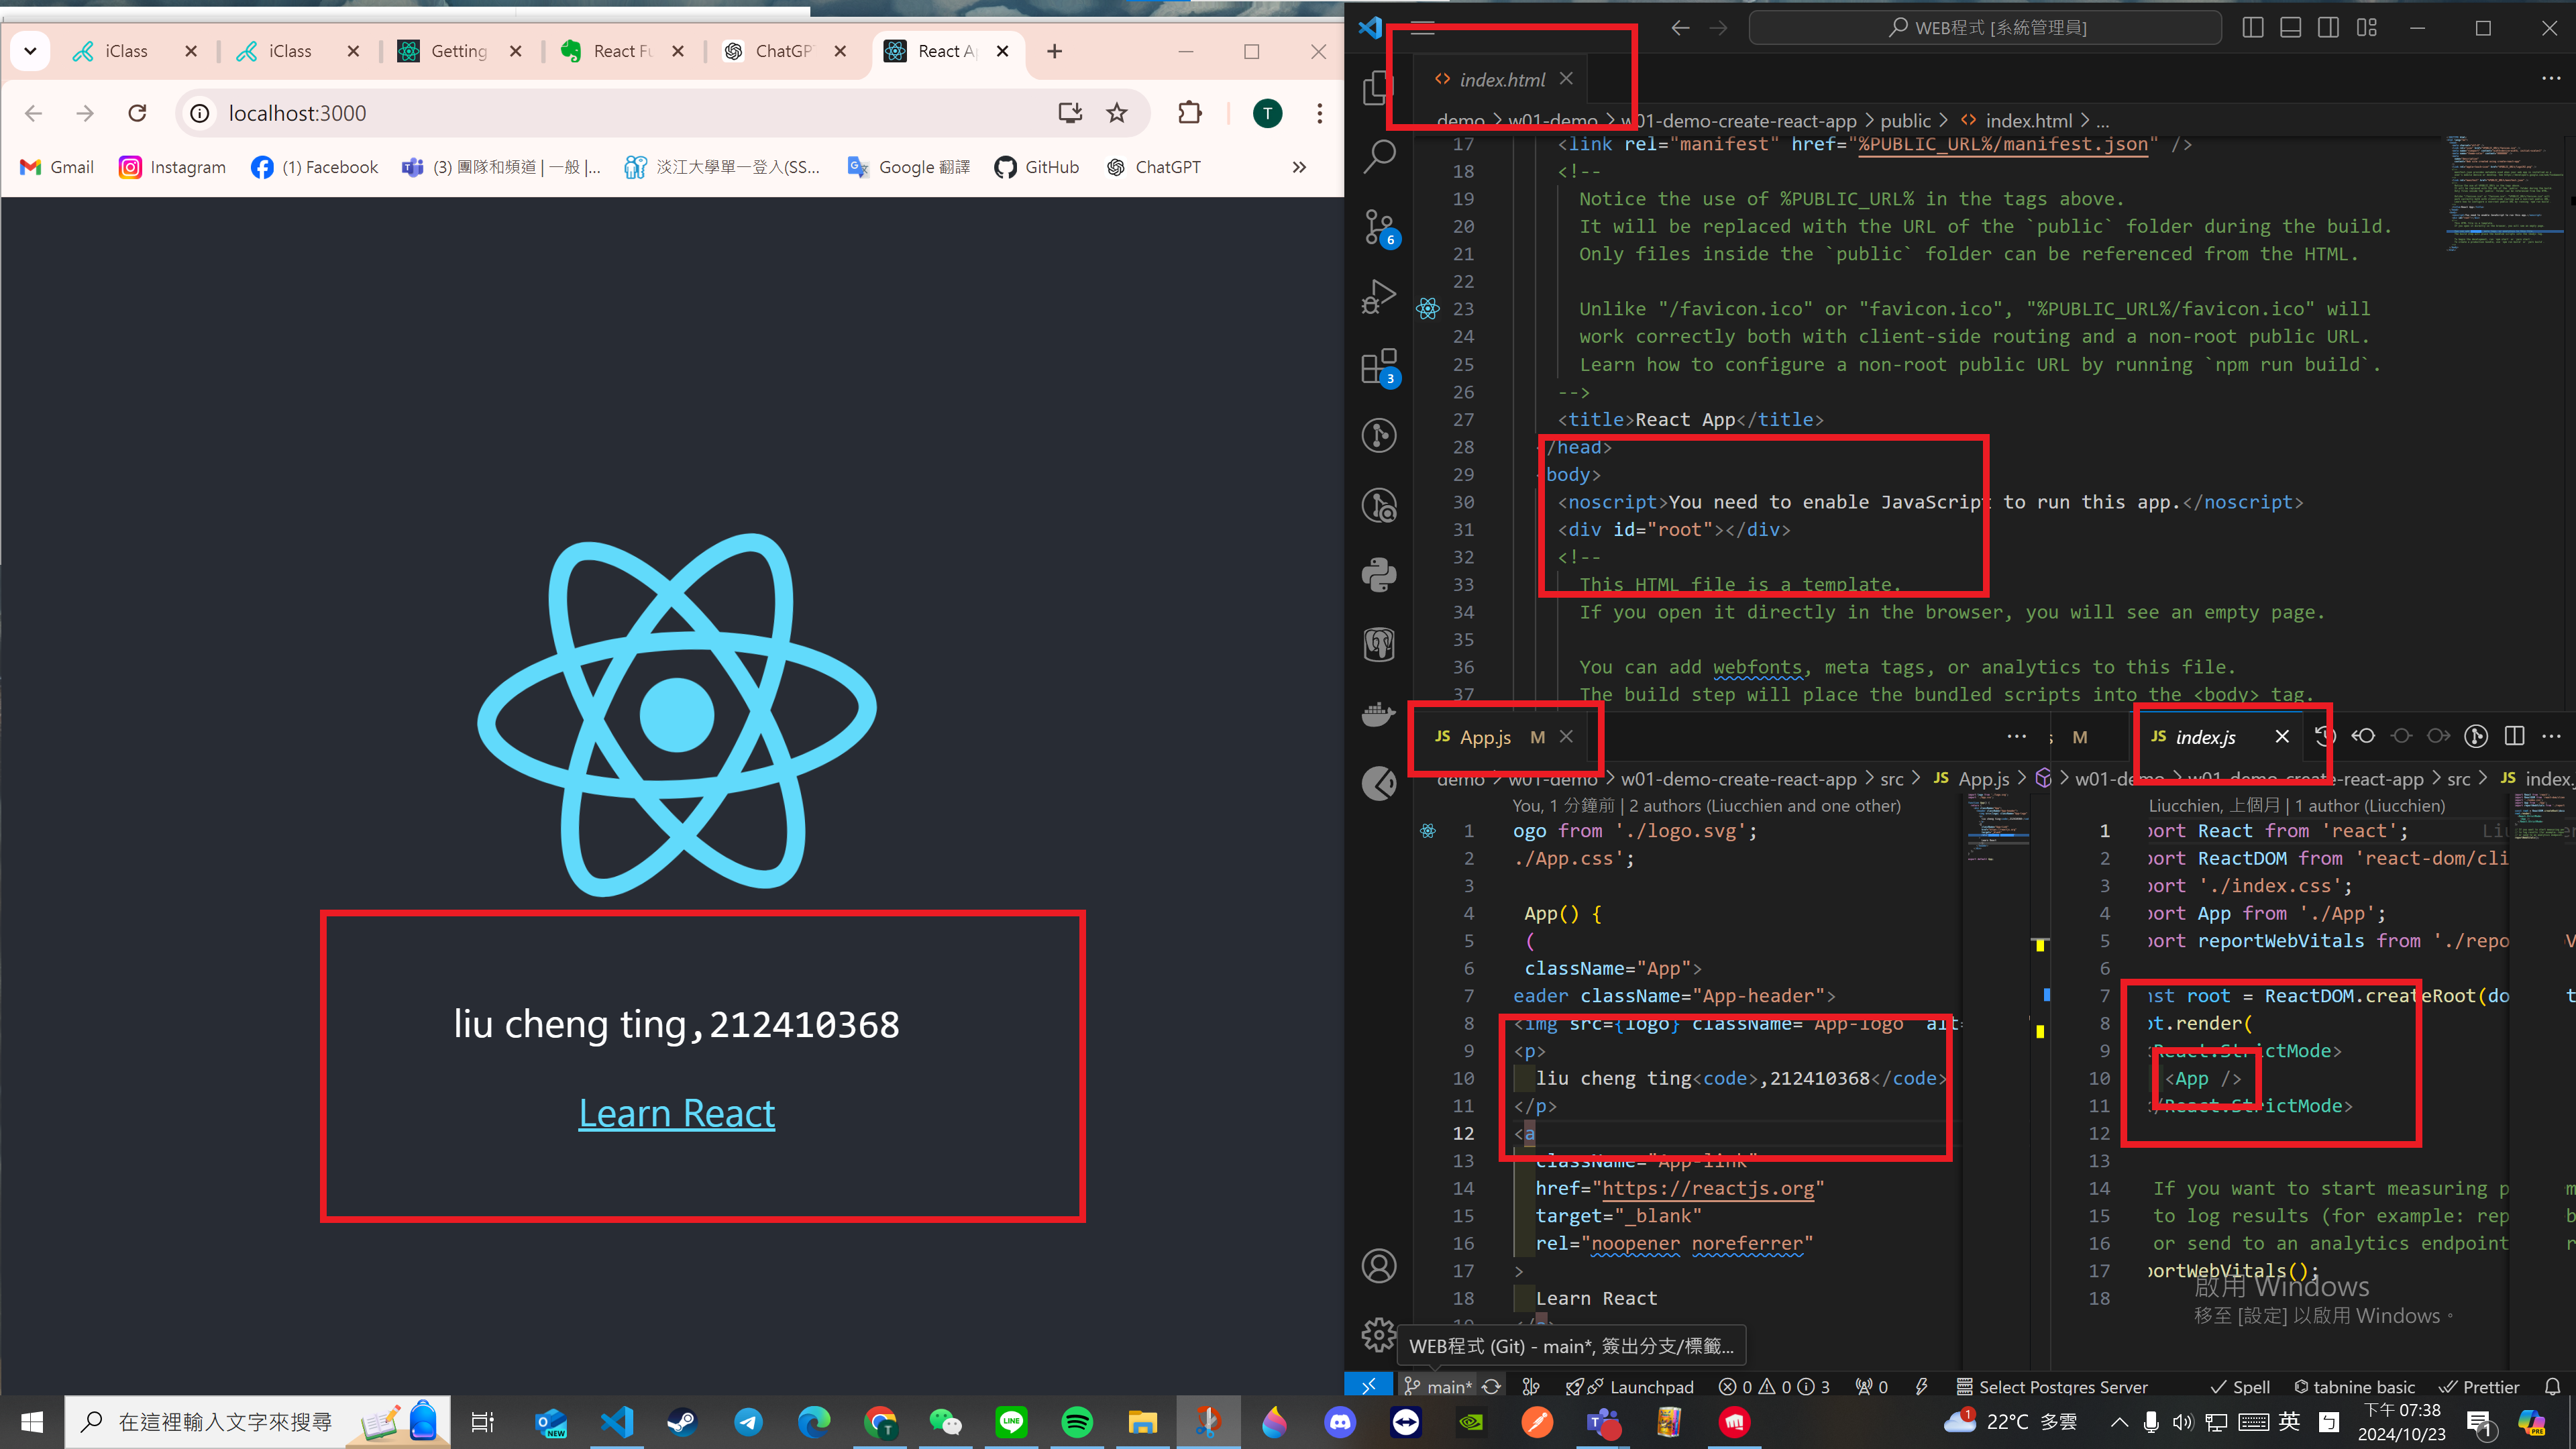 iClass
iClass
Getting
React Fu
ChatGP
React A
localhost:3000
T
Gmail
Instagram
(1) Facebook
(3) 團隊和頻道 | 一般 |...
淡江大學單一登入(SS...
Google 翻譯
GitHub
ChatGPT
liu cheng ting,212410368
Learn React
WEB程式 [系統管理員]
index.html
demo > w01-demo > w01-demo-create-react-app > public > <> index.html > ...
17 <link rel="manifest" href="%PUBLIC_URL%/manifest.json" />
18 <!--
19 Notice the use of %PUBLIC_URL% in the tags above.
20 It will be replaced with the URL of the `public` folder during the build.
21 Only files inside the `public` folder can be referenced from the HTML.
22
23 Unlike "/favicon.ico" or "favicon.ico", "%PUBLIC_URL%/favicon.ico" will
24 work correctly both with client-side routing and a non-root public URL.
25 Learn how to configure a non-root public URL by running `npm run build`.
26 -->
27 <title>React App</title>
28 /head>
29 body>
30 <noscript>You need to enable JavaScript to run this app.</noscript>
31 <div id="root"></div>
32 <!--
33 This HTML file is a template.
34 If you open it directly in the browser, you will see an empty page.
35
36 You can add webfonts, meta tags, or analytics to this file.
37 The build step will place the bundled scripts into the <body> tag.
6
3
JS App.js M
demo > w01-demo > w01-demo-create-react-app > src > JS App.js >
You, 1 分鐘前 | 2 authors (Liucchien and one other)
1 ogo from './logo.svg';
2 ./App.css';
3
4 App() {
5 (
6 className="App">
7 eader className="App-header">
8 <img src={logo} className="App-logo" alt=
9 <p>
10 liu cheng ting<code>,212410368</code>
11 </p>
12 <a
13 className="App-link"
14 href="https://reactjs.org"
15 target="_blank"
16 rel="noopener noreferrer"
17 >
18 Learn React
M
JS index.js
> w01-demo > w01-demo-create-react-app > src > JS index.
Liucchien, 上個月 | 1 author (Liucchien)
1 port React from 'react';
2 port ReactDOM from 'react-dom/cli
3 port './index.css';
4 port App from './App';
5 port reportWebVitals from './repo
6
7 nst root = ReactDOM.createRoot(do
8 ot.render(
9 <React.StrictMode>
10 <App />
11 </React.StrictMode>
12
13
14 If you want to start measuring p
15 to log results (for example: rep
16 or send to an analytics endpoint
17 portWebVitals();
18
啟用 Windows
移至 [設定] 以啟用 Windows。
WEB程式 (Git) - main*, 簽出分支/標籤...
main*
Launchpad
0 0 3
0
Select Postgres Server
Spell
tabnine basic
Prettier
在這裡輸入文字來搜尋
22°C 多雲
英
下午 07:38
2024/10/23